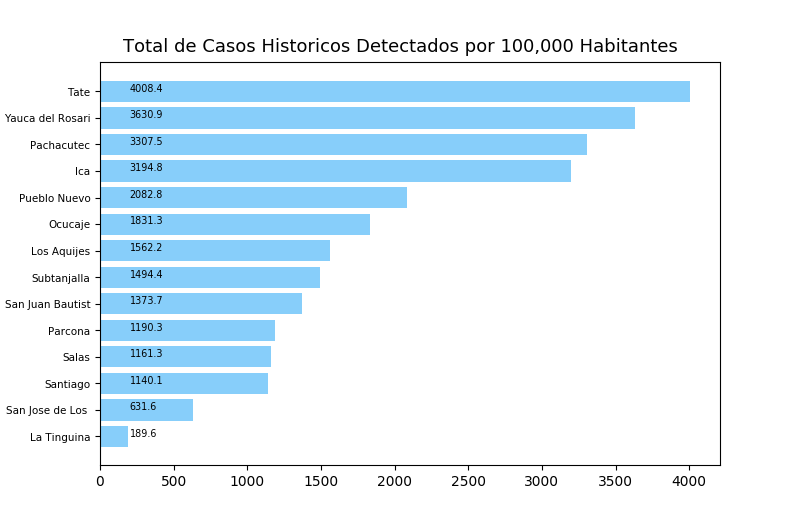 Total de Casos Historicos Detectados por 100,000 Habitantes
Tate 4008.4
Yauca del Rosari 3630.9
Pachacutec 3307.5
Ica 3194.8
Pueblo Nuevo 2082.8
Ocucaje 1831.3
Los Aquijes 1562.2
Subtanjalla 1494.4
San Juan Bautist 1373.7
Parcona 1190.3
Salas 1161.3
Santiago 1140.1
San Jose de Los 631.6
La Tinguina 189.6
0 500 1000 1500 2000 2500 3000 3500 4000